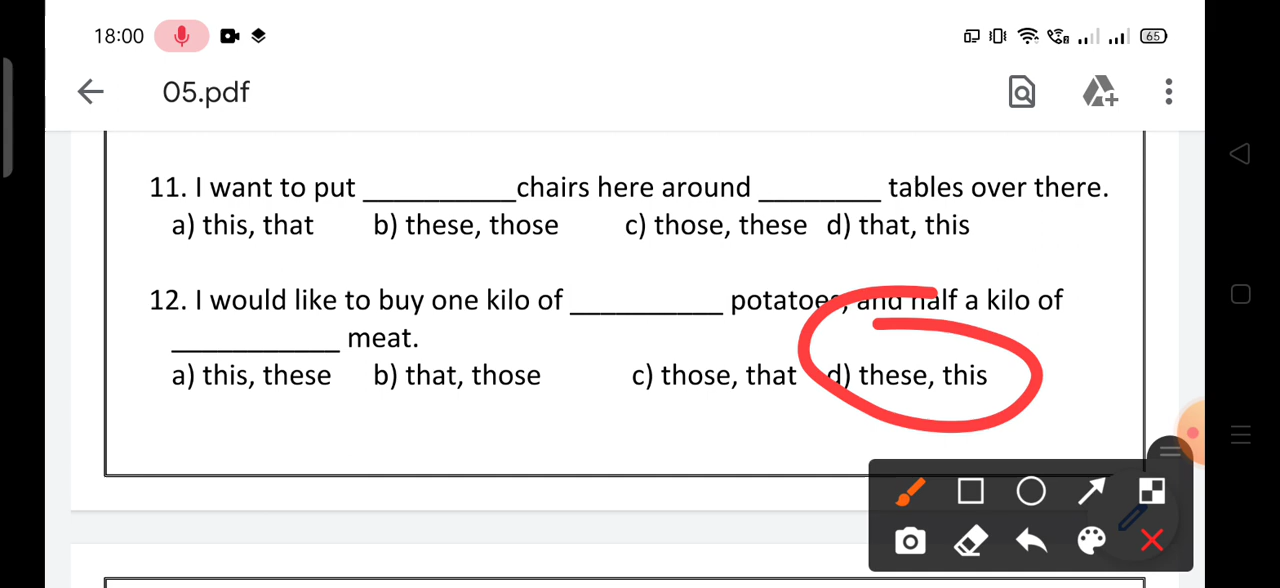 18:00
65
05.pdf
11. I want to put __________chairs here around ________ tables over there.
a) this, that b) these, those c) those, these d) that, this
12. I would like to buy one kilo of __________ potatoes, and half a kilo of
___________ meat.
a) this, these b) that, those c) those, that d) these, this